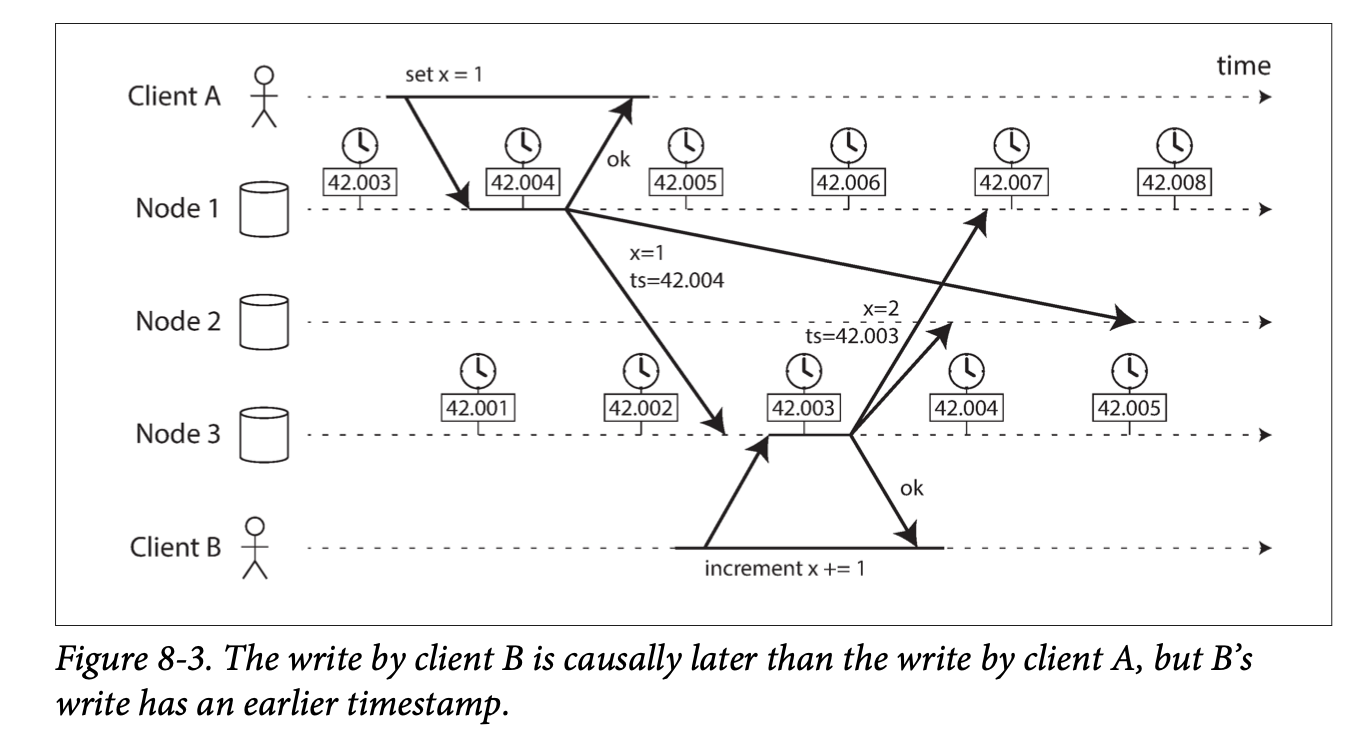 time
set x = 1
Client A
ok
42.003 42.004 42.005 42.006 42.007 42.008
Node 1
x=1
ts=42.004
x=2
ts=42.003
Node 2
42.001 42.002 42.003 42.004 42.005
Node 3
ok
Client B
increment x += 1
Figure 8-3. The write by client B is causally later than the write by client A, but B’s
write has an earlier timestamp.